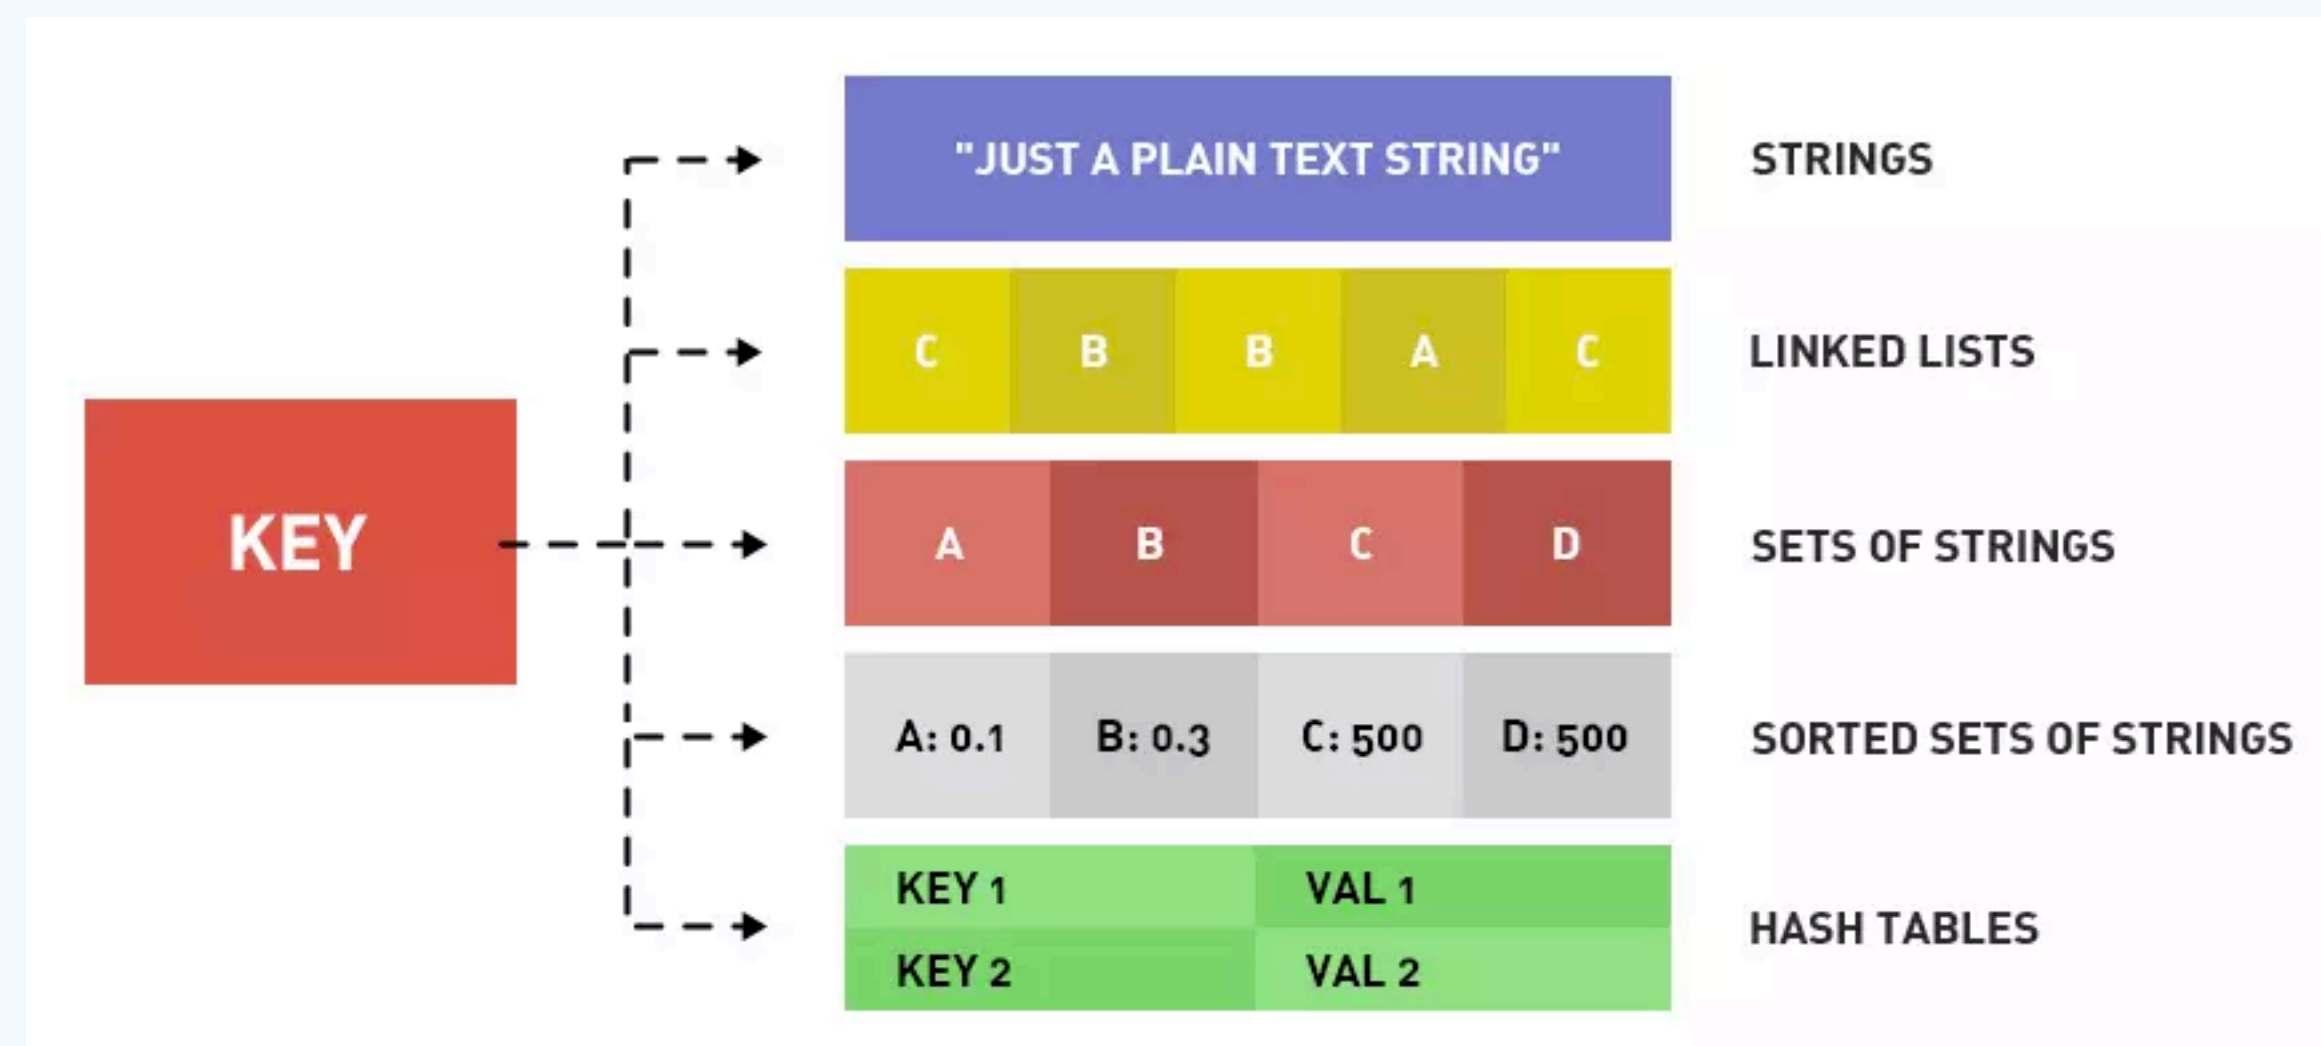 KEY
"JUST A PLAIN TEXT STRING"
STRINGS
C B B A C
LINKED LISTS
A B C D
SETS OF STRINGS
A: 0.1 B: 0.3 C: 500 D: 500
SORTED SETS OF STRINGS
KEY 1 VAL 1
KEY 2 VAL 2
HASH TABLES